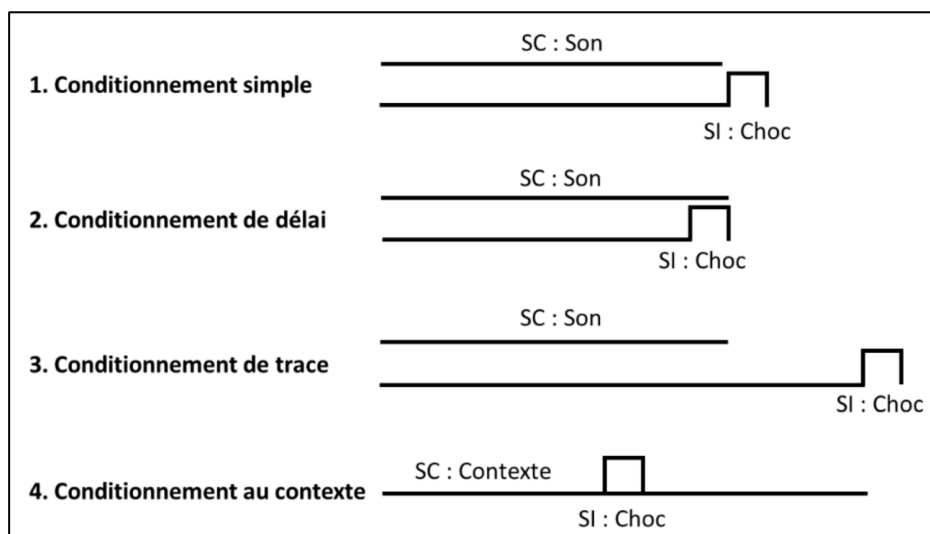 SC : Son
1. Conditionnement simple
SI : Choc
SC : Son
2. Conditionnement de délai
SI : Choc
SC : Son
3. Conditionnement de trace
SI : Choc
SC : Contexte
4. Conditionnement au contexte
SI : Choc